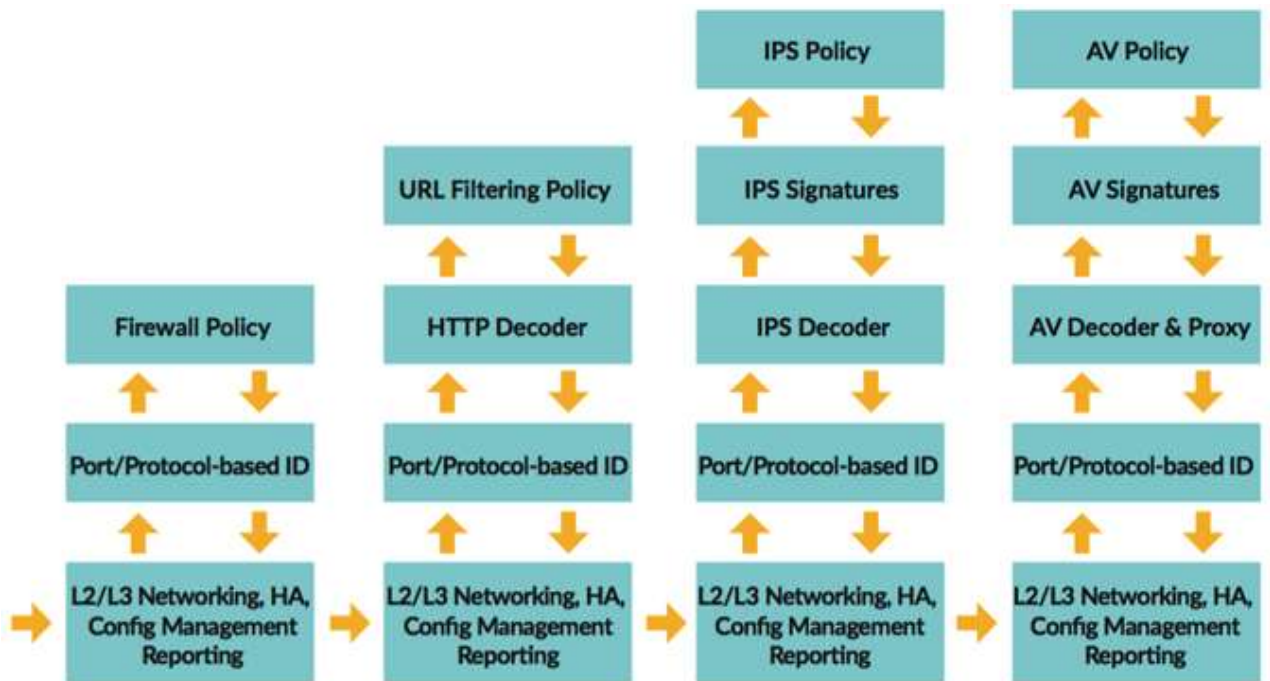 IPS Policy
AV Policy
URL Filtering Policy
IPS Signatures
AV Signatures
Firewall Policy
HTTP Decoder
IPS Decoder
AV Decoder & Proxy
Port/Protocol-based ID
Port/Protocol-based ID
Port/Protocol-based ID
Port/Protocol-based ID
L2/L3 Networking, HA,
Config Management
Reporting
L2/L3 Networking, HA,
Config Management
Reporting
L2/L3 Networking, HA,
Config Management
Reporting
L2/L3 Networking, HA,
Config Management
Reporting